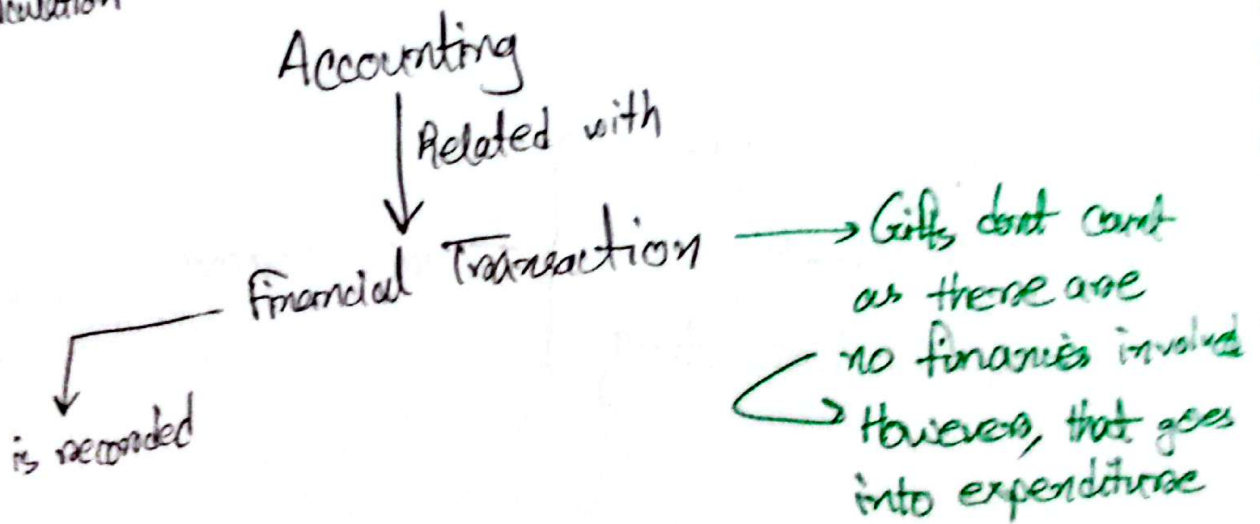 Accounting
Related with
Financial Transaction
Gifts dont count
as there are
no finances involved
However, that goes
into expenditure
is recorded